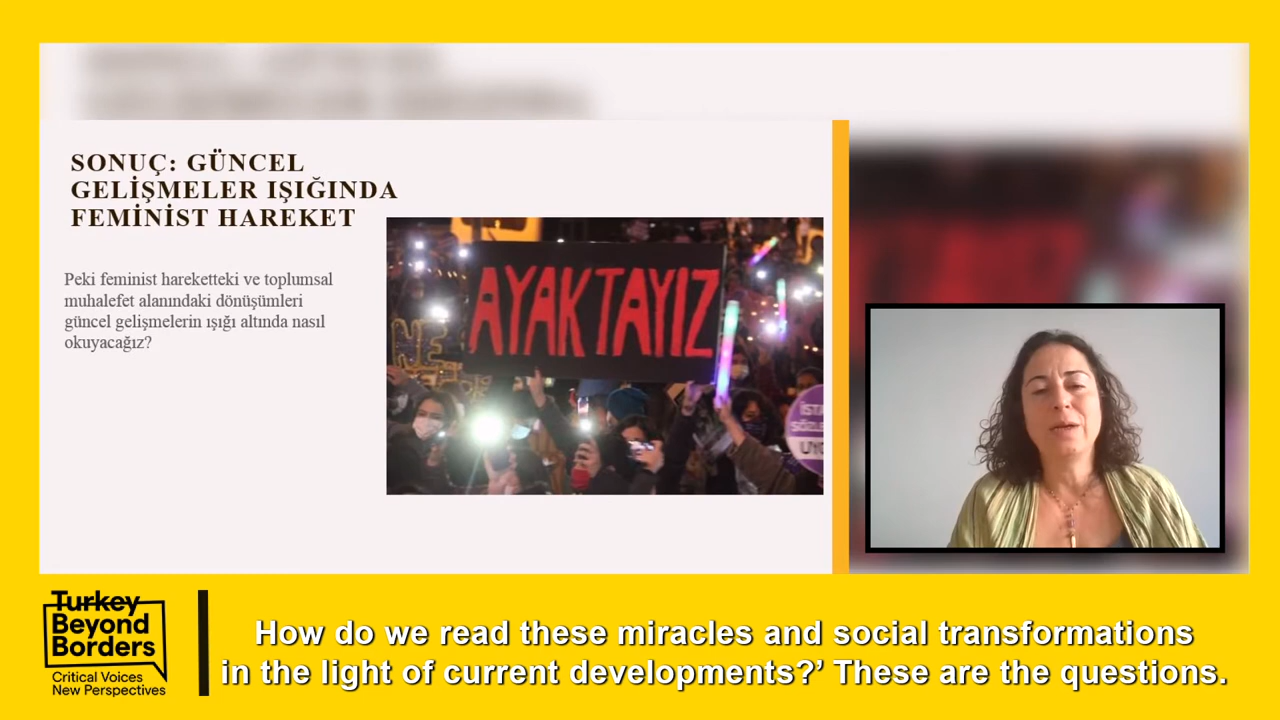 SONUÇ: GÜNCEL
GELİŞMELER IŞIĞINDA
FEMİNİST HAREKET
Peki feminist hareketteki ve toplumsal
muhalefet alanındaki dönüşümleri
güncel gelişmelerin ışığı altında nasıl
okuyacağız?
AYAKTAYIZ
NE
İSTA
Turkey
Beyond
Borders
Critical Voices
New Perspectives
How do we read these miracles and social transformations
in the light of current developments?’ These are the questions.